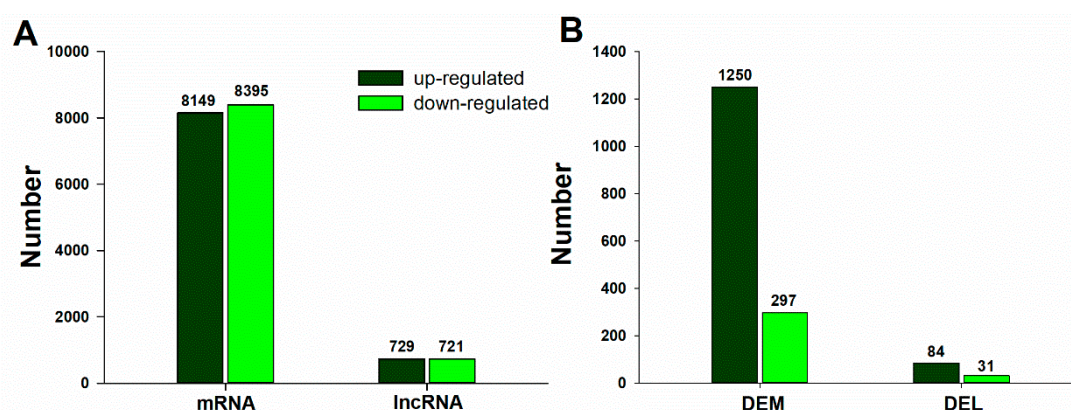 A
Number
10000
8000
6000
4000
2000
0
8149
8395
729
721
up-regulated
down-regulated
mRNA
lncRNA
B
Number
1400
1200
1000
800
600
400
200
0
1250
297
84
31
DEM
DEL